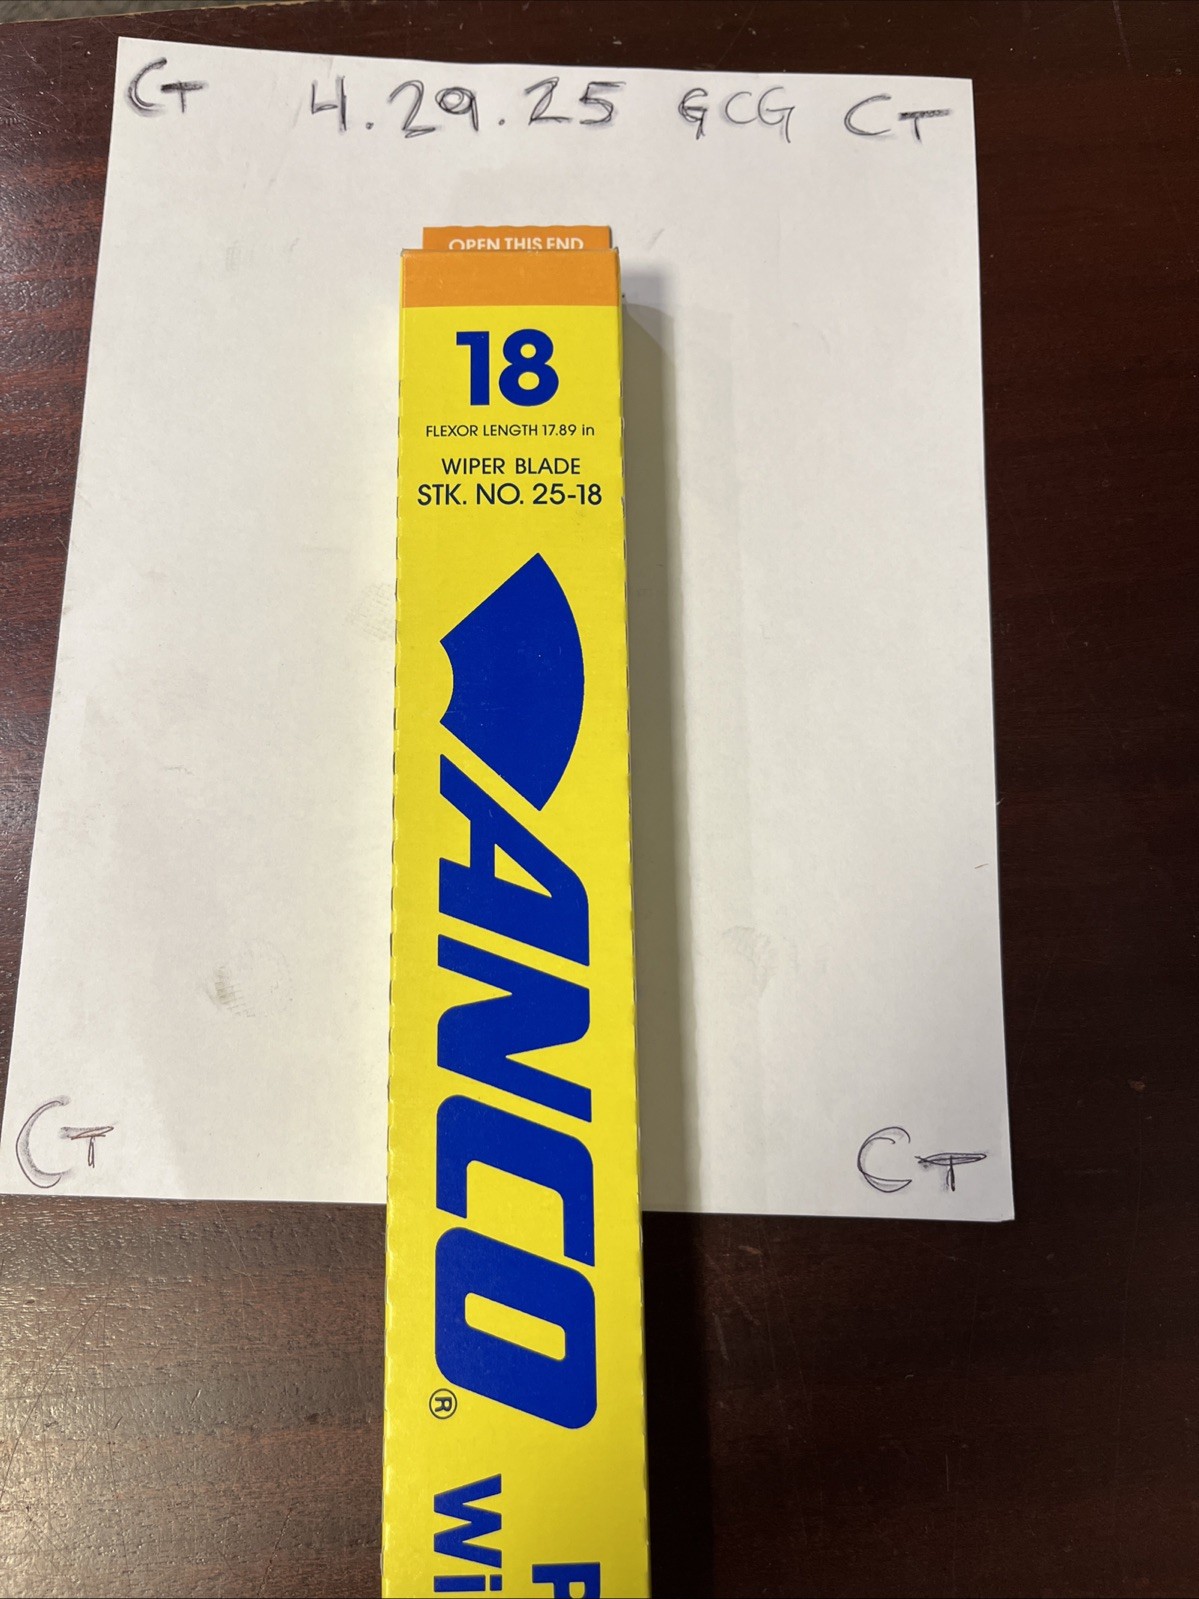 CT 4.29.25 GCG CT
OPEN THIS END
18
FLEXOR LENGTH 17.89 in
WIPER BLADE
STK. NO. 25-18
ANCO®
Wi
P
CT CT